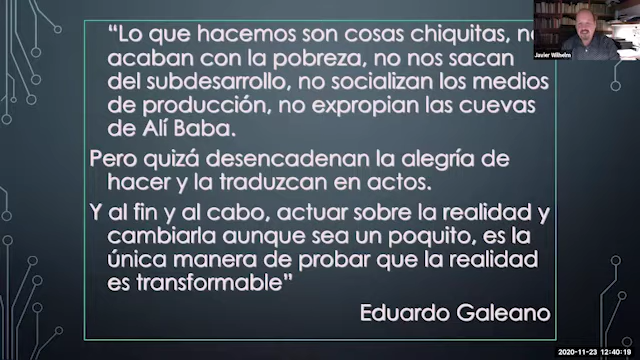 “Lo que hacemos son cosas chiquitas, no
acaban con la pobreza, no nos sacan
del subdesarrollo, no socializan los medios
de producción, no expropian las cuevas
de Alí Baba.
Pero quizá desencadenan la alegría de
hacer y la traduzcan en actos.
Y al fin y al cabo, actuar sobre la realidad y
cambiarla aunque sea un poquito, es la
única manera de probar que la realidad
es transformable”
Eduardo Galeano
Javier Wilhelm
2020-11-23 12:40:19